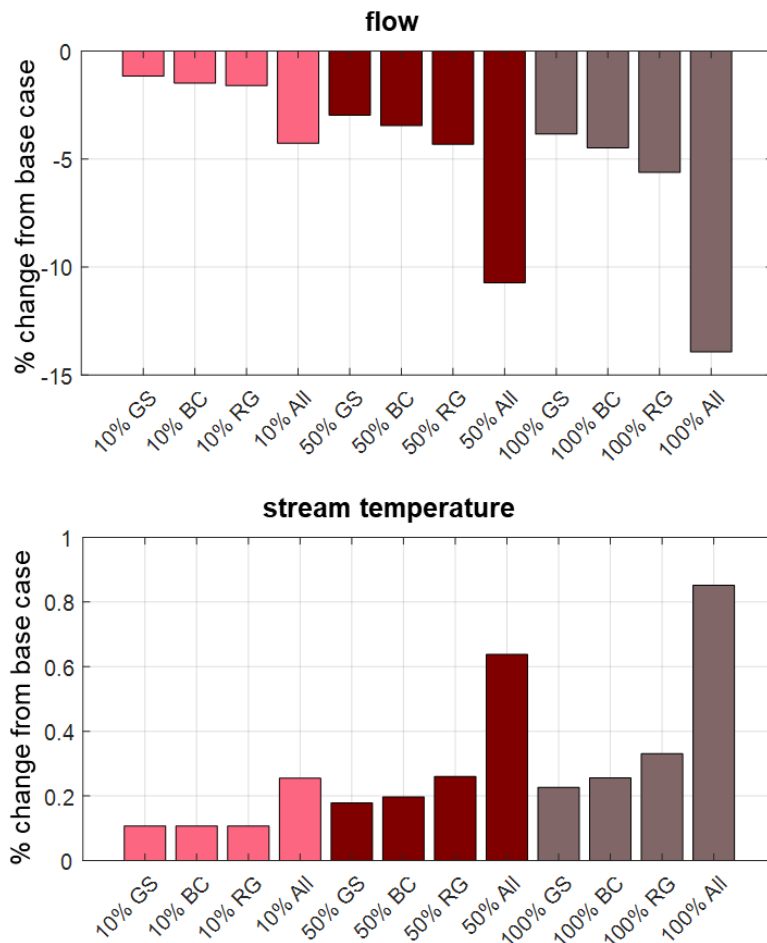 flow
% change from base case
0
-5
-10
-15
10% GS
10% BC
10% RG
10% All
50% GS
50% BC
50% RG
50% All
100% GS
100% BC
100% RG
100% All
stream temperature
% change from base case
1
0.8
0.6
0.4
0.2
0
10% GS
10% BC
10% RG
10% All
50% GS
50% BC
50% RG
50% All
100% GS
100% BC
100% RG
100% All